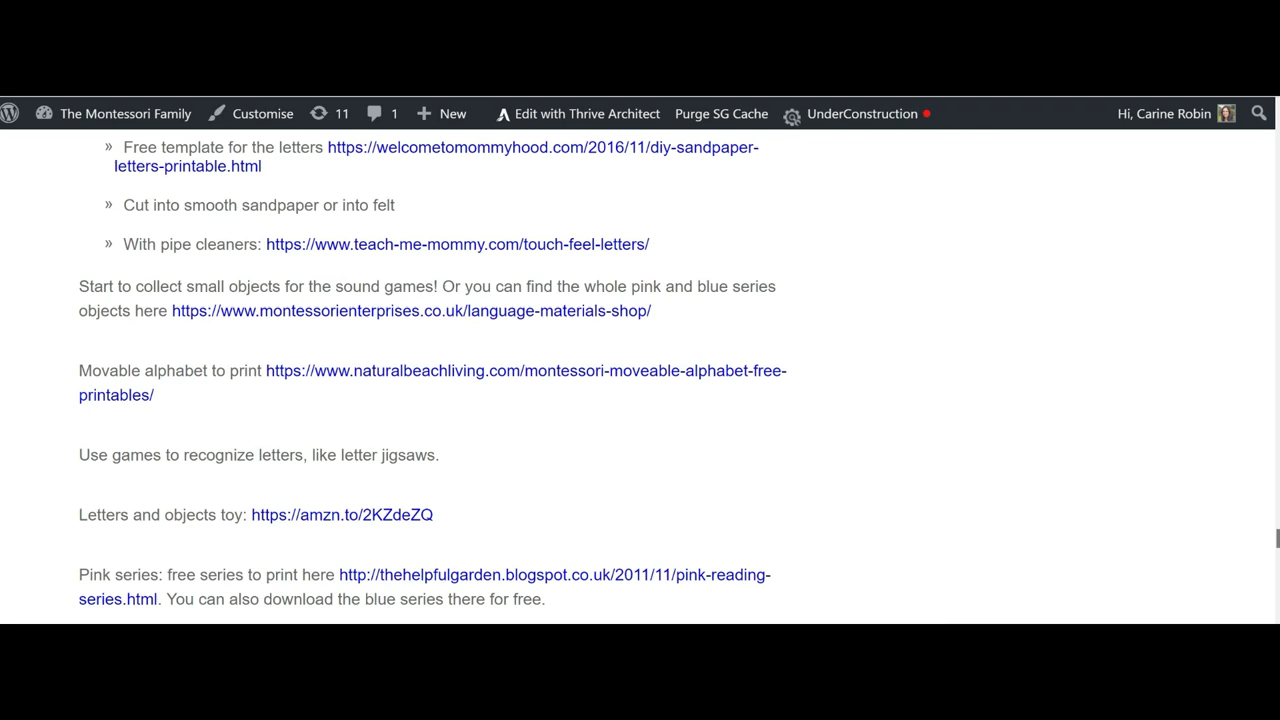 The Montessori Family Customise 11 1 New Edit with Thrive Architect Purge SG Cache UnderConstruction Hi, Carine Robin
» Free template for the letters https://welcometomommyhood.com/2016/11/diy-sandpaper-
letters-printable.html
» Cut into smooth sandpaper or into felt
» With pipe cleaners: https://www.teach-me-mommy.com/touch-feel-letters/
Start to collect small objects for the sound games! Or you can find the whole pink and blue series
objects here https://www.montessorienterprises.co.uk/language-materials-shop/
Movable alphabet to print https://www.naturalbeachliving.com/montessori-moveable-alphabet-free-
printables/
Use games to recognize letters, like letter jigsaws.
Letters and objects toy: https://amzn.to/2KZdeZQ
Pink series: free series to print here http://thehelpfulgarden.blogspot.co.uk/2011/11/pink-reading-
series.html. You can also download the blue series there for free.